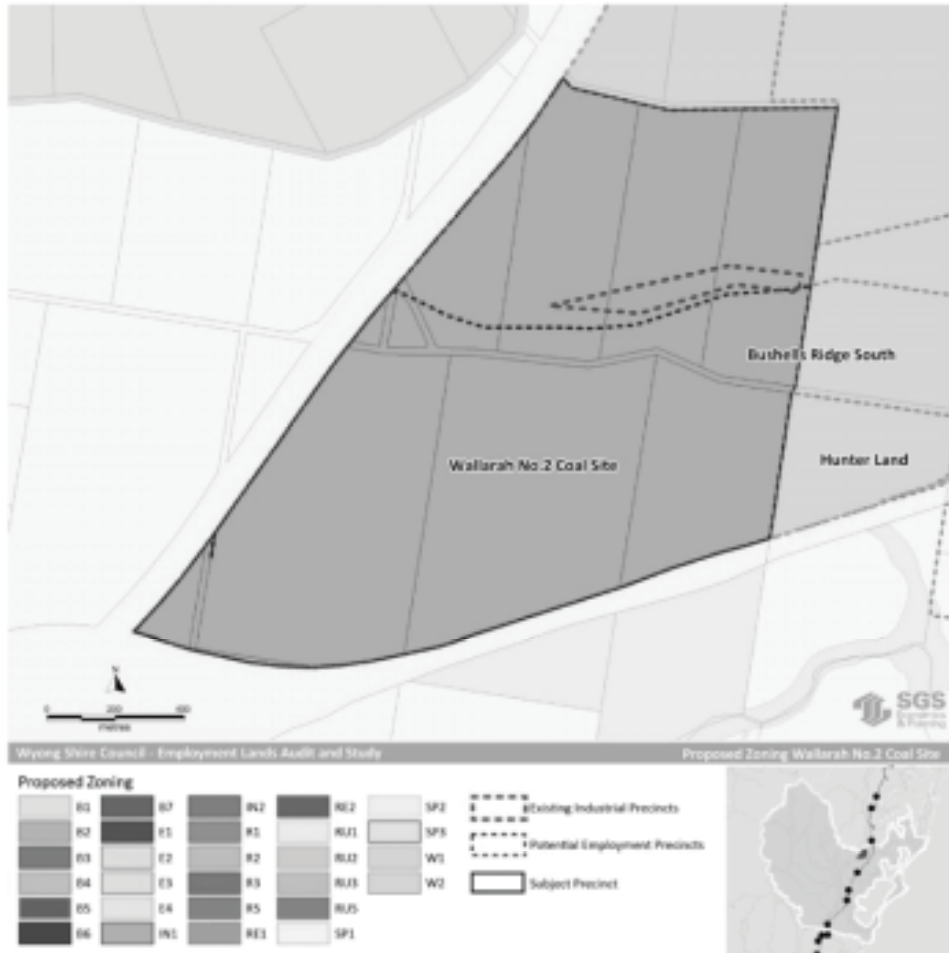 Bushells Ridge South
Wallarah No.2 Coal Site
Hunter Land
N
0 200 400
metres
SGS
Economics
& Planning
Wyong Shire Council - Employment Lands Audit and Study
Proposed Zoning Wallarah No.2 Coal Site
Proposed Zoning
B1 B7 IN2 RE2 SP2
B2 E1 R1 RU1 SP3
B3 E2 R2 RU2 W1
B4 E3 R3 RU3 W2
B5 E4 R5 RU5
B6 IN1 RE1 SP1
Existing Industrial Precincts
Potential Employment Precincts
Subject Precinct